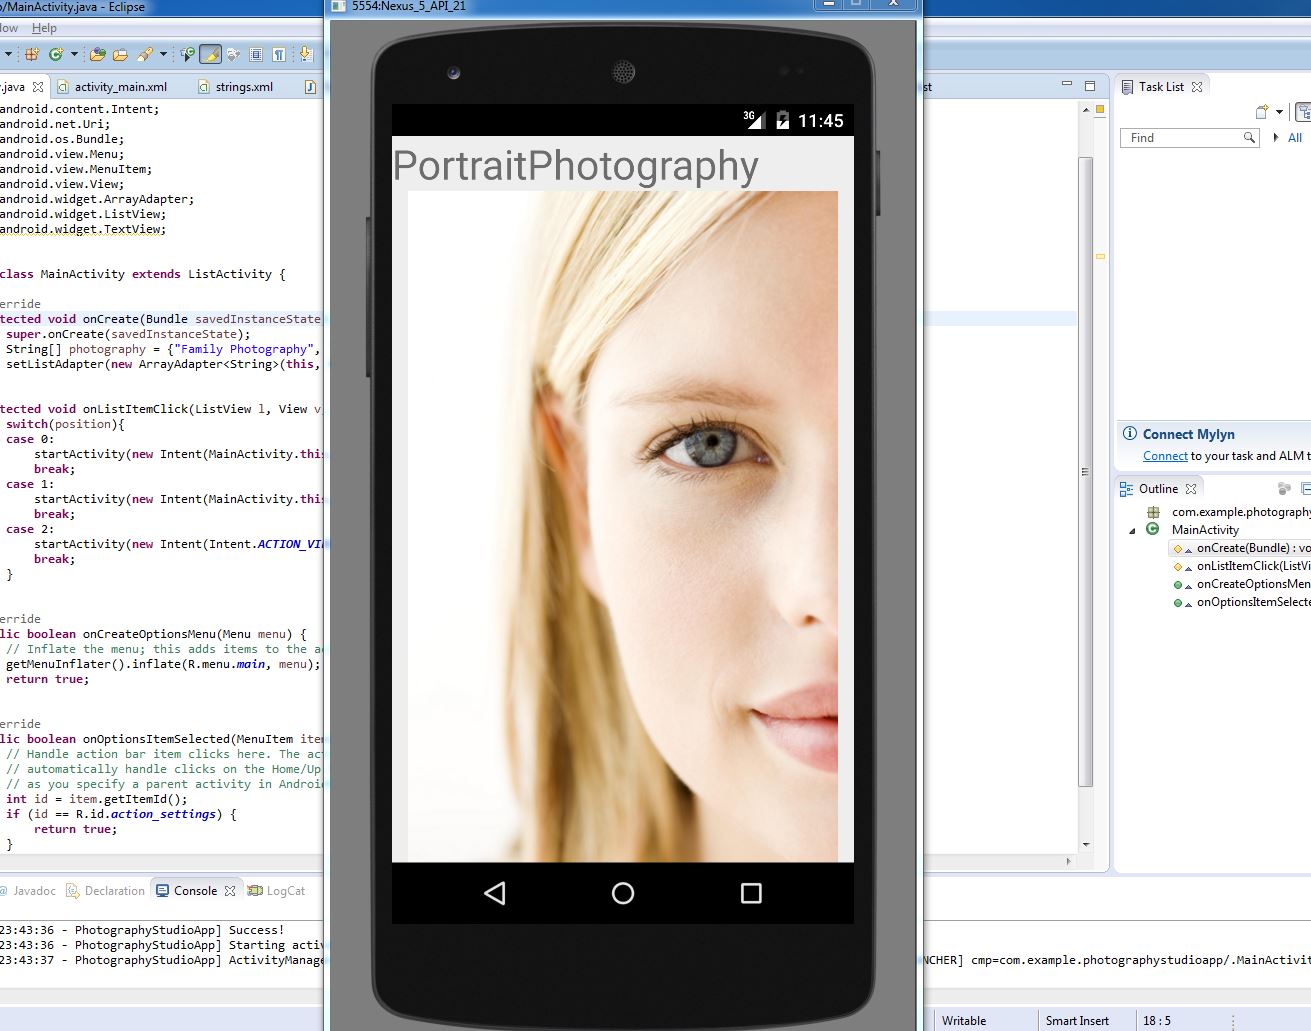 /MainActivity.java - Eclipse
Help
5554:Nexus_5_API_21
.java
activity_main.xml
strings.xml
android.content.Intent;
android.net.Uri;
android.os.Bundle;
android.view.Menu;
android.view.MenuItem;
android.view.View;
android.widget.ArrayAdapter;
android.widget.ListView;
android.widget.TextView;
class MainActivity extends ListActivity {
erride
tected void onCreate(Bundle savedInstanceState
super.onCreate(savedInstanceState);
String[] photography = {"Family Photography",
setListAdapter(new ArrayAdapter<String>(this,
tected void onListItemClick(ListView l, View v,
switch(position){
case 0:
startActivity(new Intent(MainActivity.this
break;
case 1:
startActivity(new Intent(MainActivity.this
break;
case 2:
startActivity(new Intent(Intent.ACTION_VI
break;
}
erride
lic boolean onCreateOptionsMenu(Menu menu) {
// Inflate the menu; this adds items to the a
getMenuInflater().inflate(R.menu.main, menu);
return true;
erride
lic boolean onOptionsItemSelected(MenuItem item
// Handle action bar item clicks here. The act
// automatically handle clicks on the Home/Up
// as you specify a parent activity in Android
int id = item.getItemId();
if (id == R.id.action_settings) {
return true;
}
3G 11:45
PortraitPhotography
st
Task List
Find
All
Connect Mylyn
Connect to your task and ALM t
Outline
com.example.photography
MainActivity
onCreate(Bundle) : vo
onListItemClick(ListVi
onCreateOptionsMen
onOptionsItemSelecte
@ Javadoc Declaration Console LogCat
23:43:36 - PhotographyStudioApp] Success!
23:43:36 - PhotographyStudioApp] Starting activ
23:43:37 - PhotographyStudioApp] ActivityManage
NCHER] cmp=com.example.photographystudioapp/.MainActivit
Writable Smart Insert 18 : 5